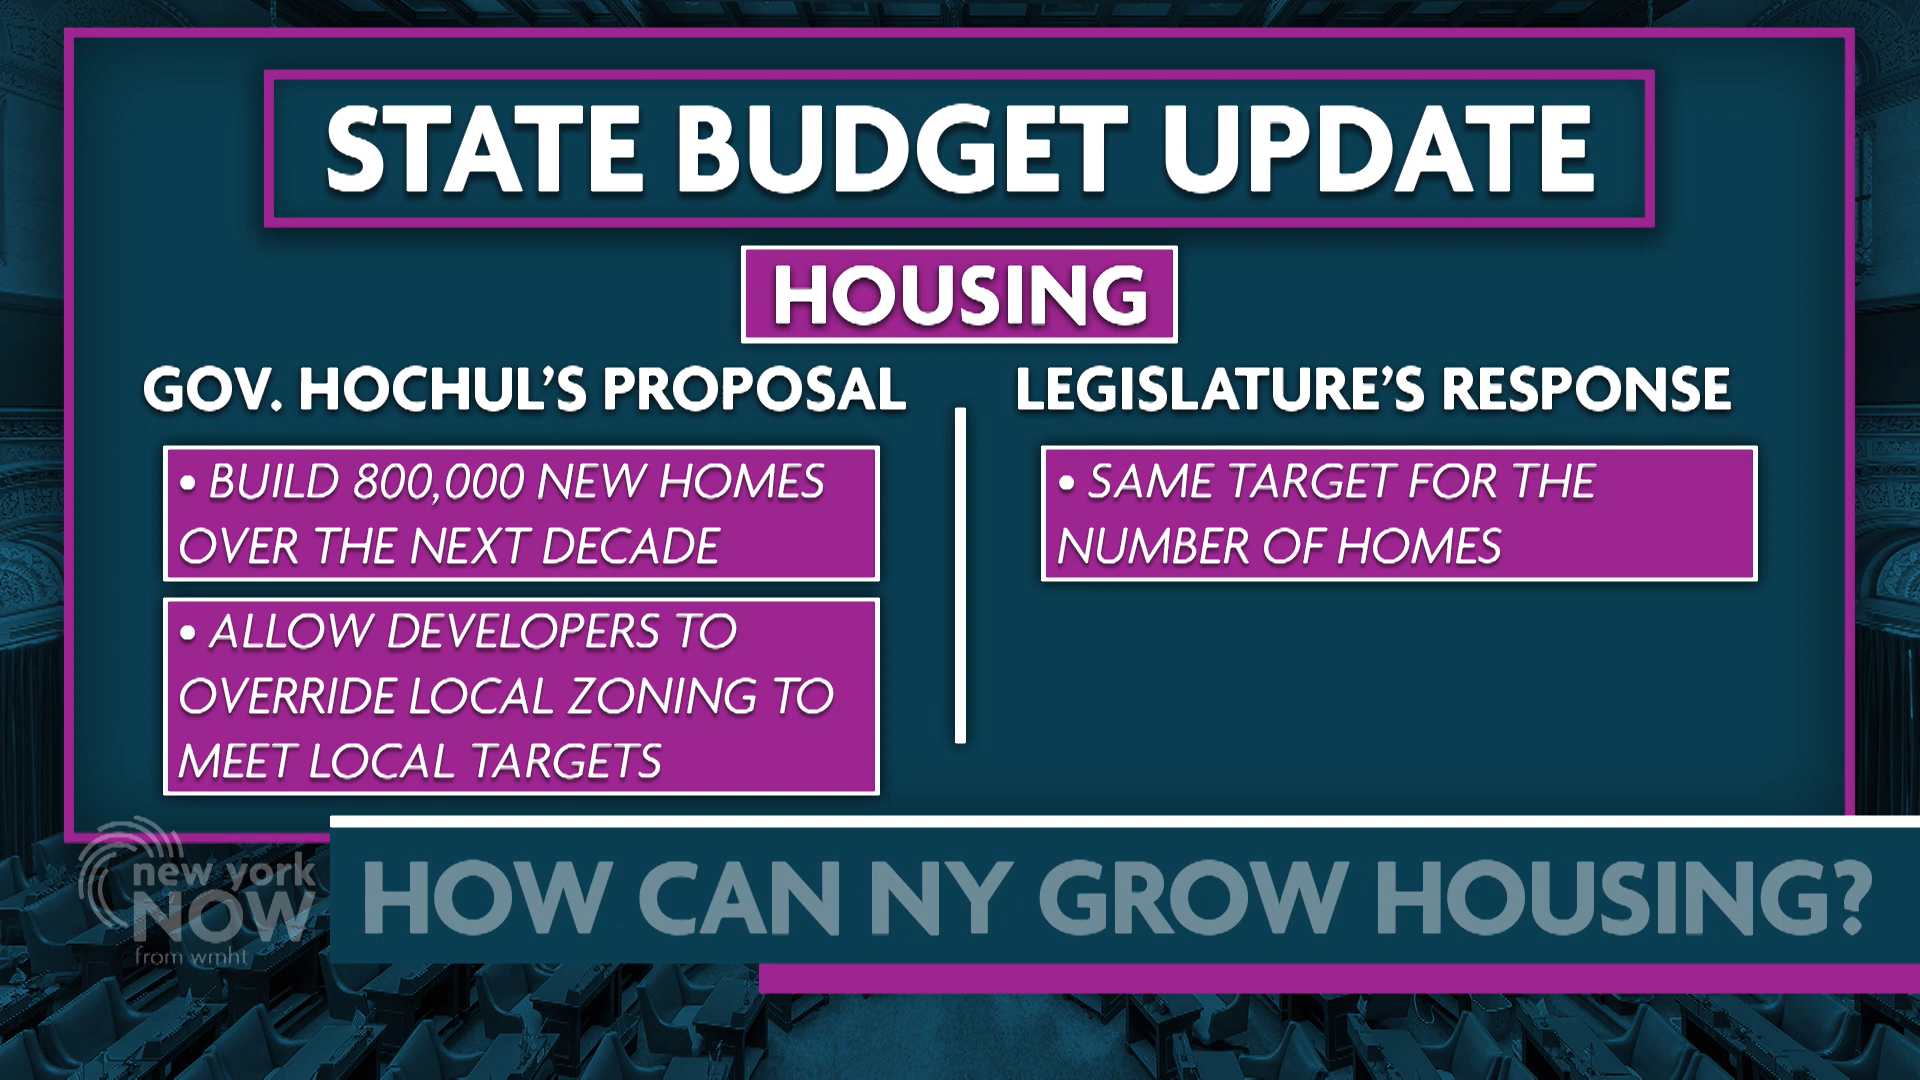 STATE BUDGET UPDATE
HOUSING
GOV. HOCHUL’S PROPOSAL
• BUILD 800,000 NEW HOMES
OVER THE NEXT DECADE
• ALLOW DEVELOPERS TO
OVERRIDE LOCAL ZONING TO
MEET LOCAL TARGETS
LEGISLATURE’S RESPONSE
• SAME TARGET FOR THE
NUMBER OF HOMES
new york
NOW
from wmht
HOW CAN NY GROW HOUSING?